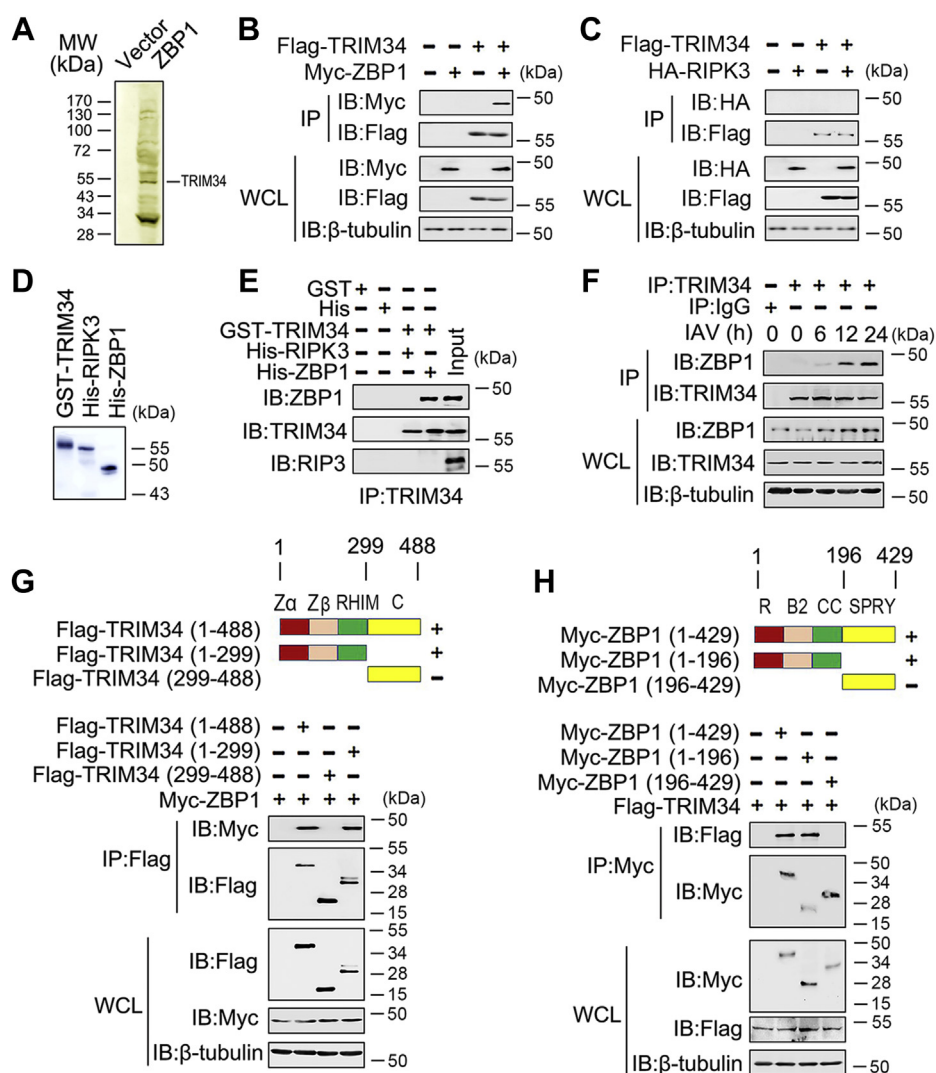 A
MW
(kDa)
Vector
ZBP1
170
130
100
72
55
43
34
28
TRIM34
B
Flag-TRIM34 – – + +
Myc-ZBP1 – + – + (kDa)
IP
IB:Myc 50
IB:Flag 55
WCL
IB:Myc 50
IB:Flag 55
IB:β-tubulin 50
C
Flag-TRIM34 – – + +
HA-RIPK3 – + – + (kDa)
IP
IB:HA 50
IB:Flag 55
WCL
IB:HA 50
IB:Flag 55
IB:β-tubulin 50
D
GST-TRIM34
His-RIPK3
His-ZBP1
(kDa)
55
50
43
E
GST + – – –
His – + – –
GST-TRIM34 – – + +
His-RIPK3 – – + –
His-ZBP1 – – – +
Input
(kDa)
IB:ZBP1 50
IB:TRIM34 55
IB:RIP3 55
IP:TRIM34
F
IP:TRIM34 – + + + +
IP:IgG + – – – –
IAV (h) 0 0 6 12 24 (kDa)
IP
IB:ZBP1 50
IB:TRIM34 55
WCL
IB:ZBP1 50
IB:TRIM34 55
IB:β-tubulin 50
G
1 299 488
Zα Zβ RHIM C
Flag-TRIM34 (1–488) +
Flag-TRIM34 (1–299) +
Flag-TRIM34 (299–488) –
Flag-TRIM34 (1–488) – + – –
Flag-TRIM34 (1–299) – – – +
Flag-TRIM34 (299–488) – – + –
Myc-ZBP1 + + + + (kDa)
IP:Flag
IB:Myc 50
IB:Flag
55
34
28
15
WCL
IB:Flag
55
34
28
15
IB:Myc 50
IB:β-tubulin 50
H
1 196 429
R B2 CC SPRY
Myc-ZBP1 (1–429) +
Myc-ZBP1 (1–196) +
Myc-ZBP1 (196–429) –
Myc-ZBP1 (1–429) – + – –
Myc-ZBP1 (1–196) – – + –
Myc-ZBP1 (196–429) – – – +
Flag-TRIM34 + + + + (kDa)
IP:Myc
IB:Flag 55
IB:Myc
50
34
28
15
WCL
IB:Myc
50
34
28
15
IB:Flag 55
IB:β-tubulin 50